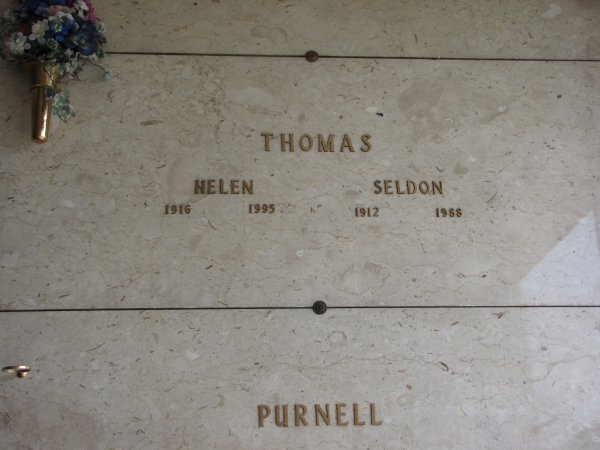 THOMAS
HELEN SELDON
1916 1995 1912 1988
PURNELL